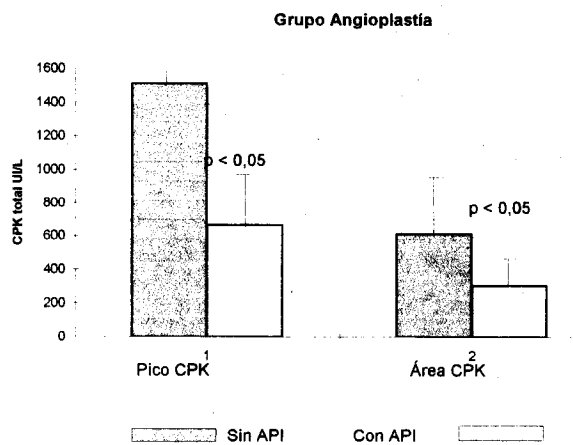 Grupo Angioplastía
CPK total UI/L
1600
1400
1200
1000
800
600
400
200
0
p < 0,05
p < 0,05
1
2
Pico CPK
Área CPK
Sin API
Con API